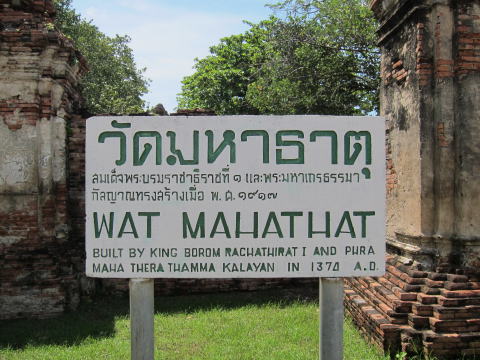 วัดมหาธาตุ
สมเด็จพระบรมราชาธิราชที่ ๑ และพระมหาเถรธรรมา
กัลญาณทรงสร้างเมื่อ พ.ศ.๑๙๑๗
WAT MAHATHAT
BUILT BY KING BOROM RACHATHIRAT I AND PHRA
MAHA THERA THAMMA KALAYAN IN 1374 A.D.